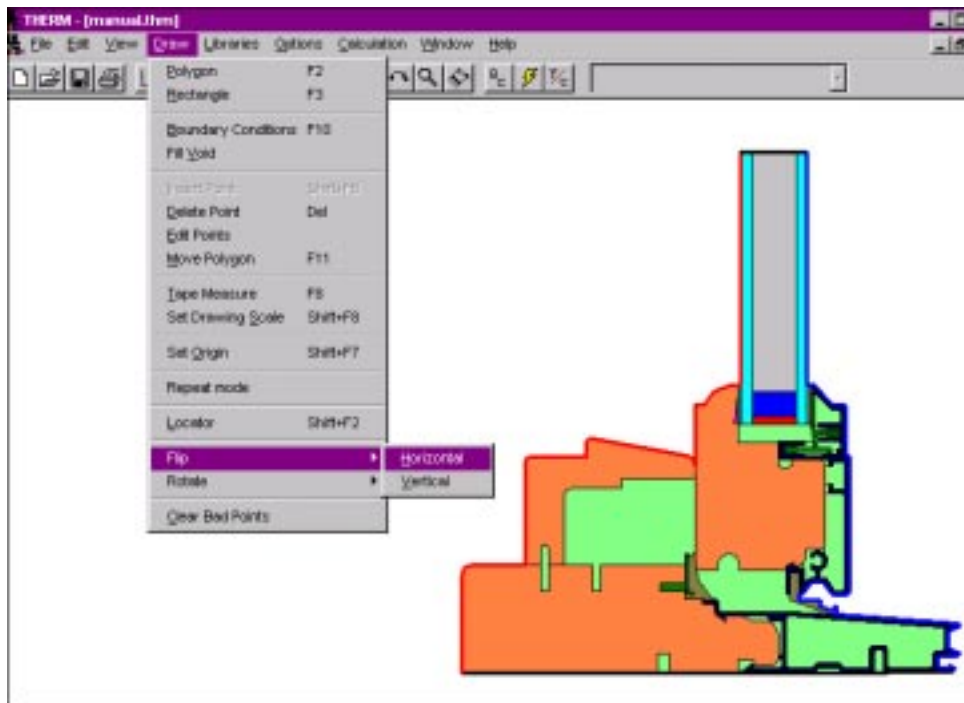 THERM - [manual.thm]
File Edit View Draw Libraries Options Calculation Window Help
Polygon F2
Rectangle F3
Boundary Conditions F10
Fill Void
Insert Point
Delete Point Del
Edit Points
Move Polygon F11
Tape Measure F8
Set Drawing Scale Shift+F8
Set Origin Shift+F7
Repeat mode
Locator Shift+F2
Flip Horizontal
Rotate Vertical
Clear Bad Points